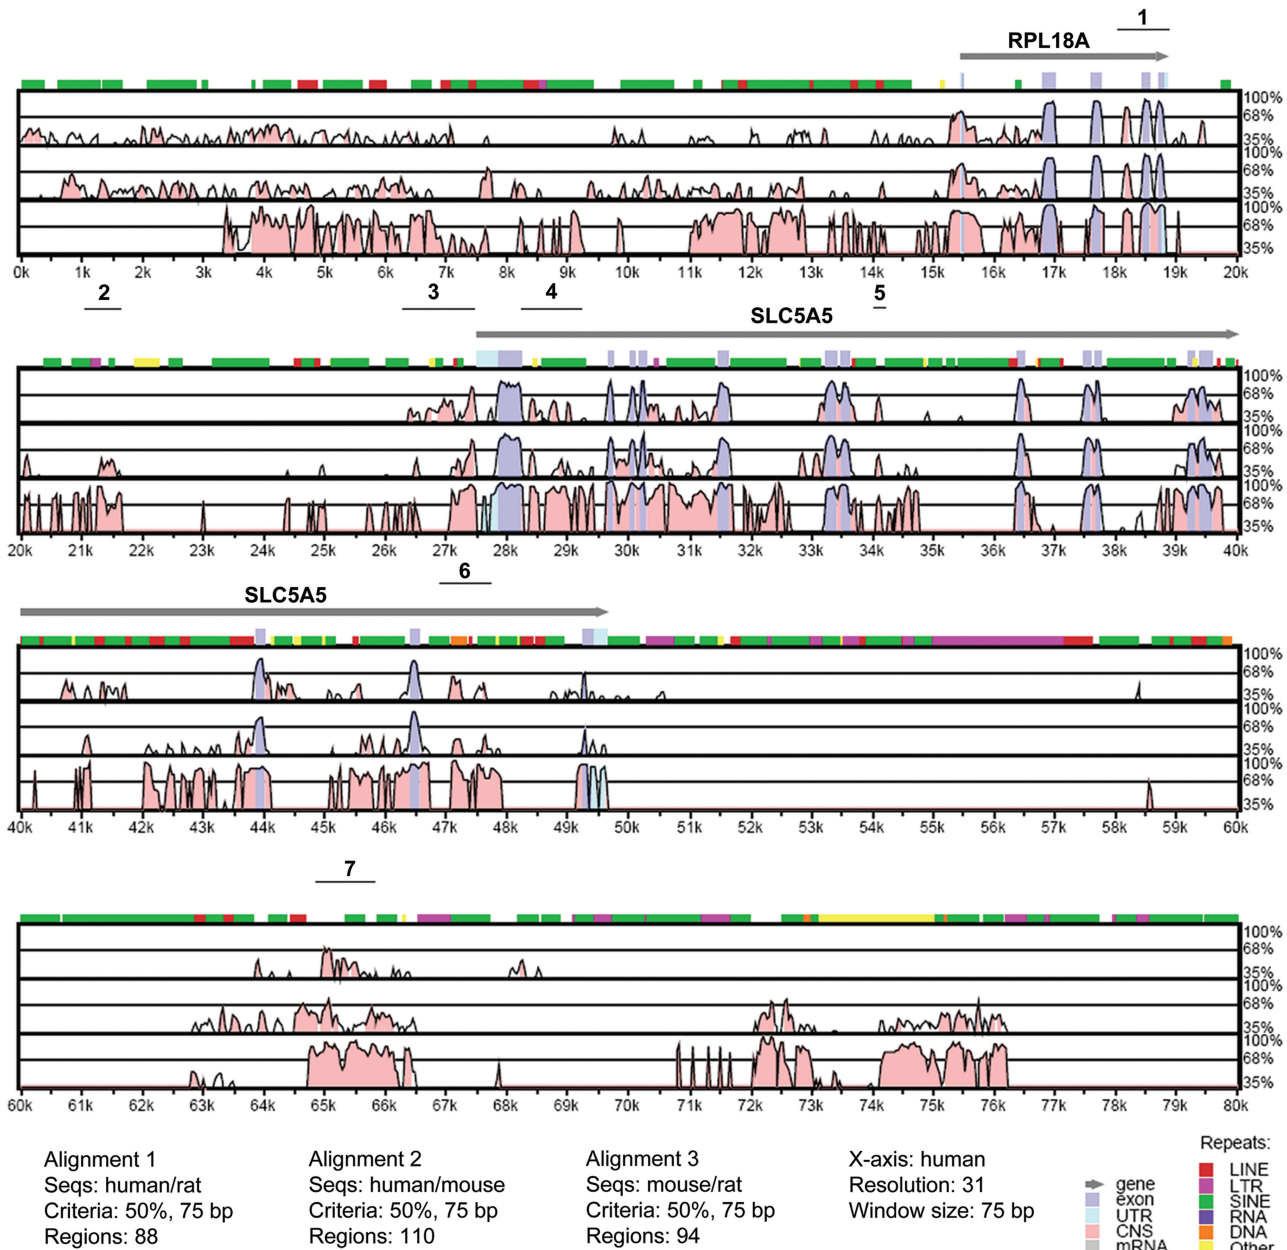 1
RPL18A
100%
68%
35%
100%
68%
35%
100%
68%
35%
0k 1k 2k 3k 4k 5k 6k 7k 8k 9k 10k 11k 12k 13k 14k 15k 16k 17k 18k 19k 20k
2 3 4 5
SLC5A5
100%
68%
35%
100%
68%
35%
100%
68%
35%
20k 21k 22k 23k 24k 25k 26k 27k 28k 29k 30k 31k 32k 33k 34k 35k 36k 37k 38k 39k 40k
6
SLC5A5
100%
68%
35%
100%
68%
35%
100%
68%
35%
40k 41k 42k 43k 44k 45k 46k 47k 48k 49k 50k 51k 52k 53k 54k 55k 56k 57k 58k 59k 60k
7
100%
68%
35%
100%
68%
35%
100%
68%
35%
60k 61k 62k 63k 64k 65k 66k 67k 68k 69k 70k 71k 72k 73k 74k 75k 76k 77k 78k 79k 80k
Alignment 1
Seqs: human/rat
Criteria: 50%, 75 bp
Regions: 88
Alignment 2
Seqs: human/mouse
Criteria: 50%, 75 bp
Regions: 110
Alignment 3
Seqs: mouse/rat
Criteria: 50%, 75 bp
Regions: 94
X-axis: human
Resolution: 31
Window size: 75 bp
gene
exon
UTR
CNS
mRNA
Repeats:
LINE
LTR
SINE
RNA
DNA
Other